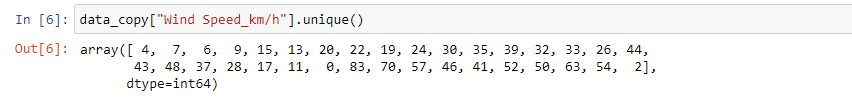 In [6]: data_copy["Wind Speed_km/h"].unique()
Out[6]: array([ 4,  7,  6,  9, 15, 13, 20, 22, 19, 24, 30, 35, 39, 32, 33, 26, 44,
       43, 48, 37, 28, 17, 11,  0, 83, 70, 57, 46, 41, 52, 50, 63, 54,  2],
      dtype=int64)